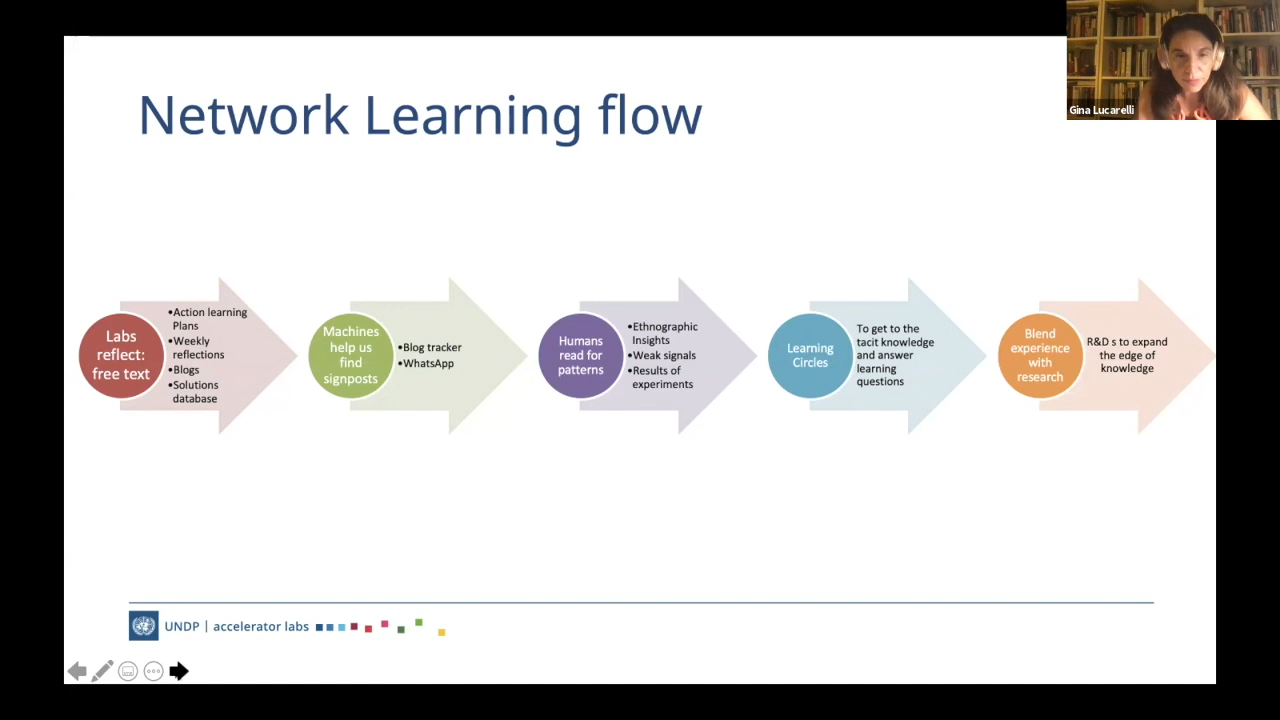 Network Learning flow
Gina Lucarelli
Labs
reflect:
free text
•Action learning
Plans
•Weekly
reflections
•Blogs
•Solutions
database
Machines
help us
find
signposts
•Blog tracker
•WhatsApp
Humans
read for
patterns
•Ethnographic
Insights
•Weak signals
•Results of
experiments
Learning
Circles
To get to the
tacit knowledge
and answer
learning
questions
Blend
experience
with
research
R&D s to expand
the edge of
knowledge
UNDP | accelerator labs